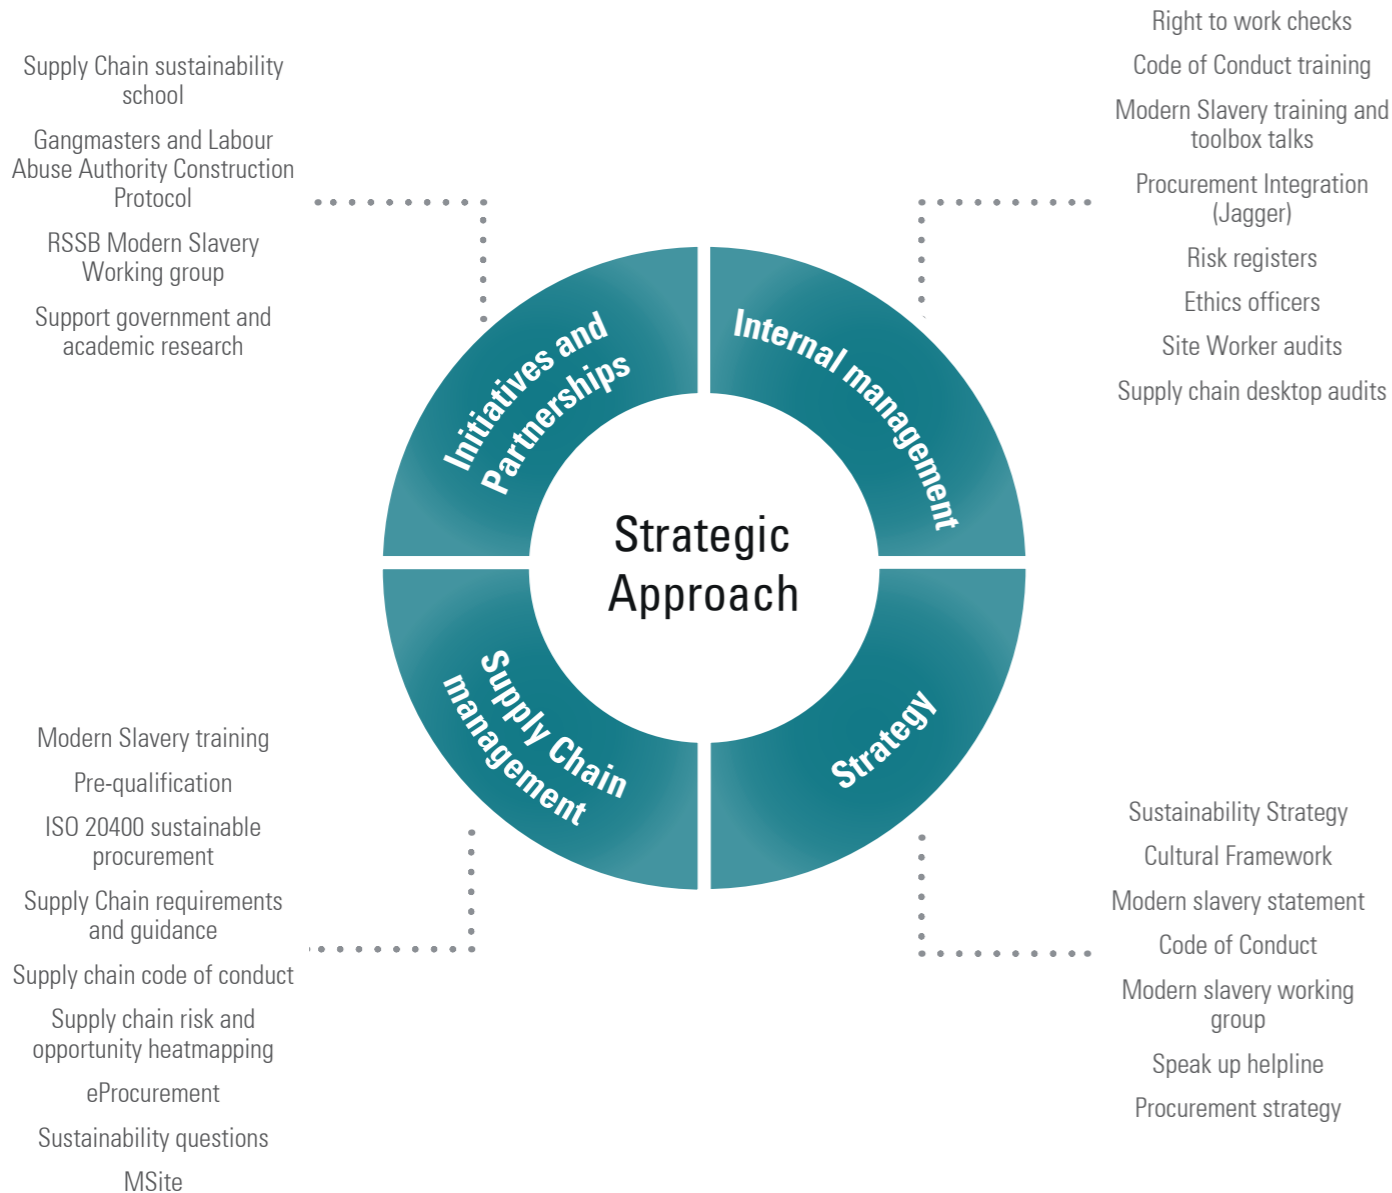 Supply Chain sustainability
school
Gangmasters and Labour
Abuse Authority Construction
Protocol
RSSB Modern Slavery
Working group
Support government and
academic research
Right to work checks
Code of Conduct training
Modern Slavery training and
toolbox talks
Procurement Integration
(Jagger)
Risk registers
Ethics officers
Site Worker audits
Supply chain desktop audits
Initiatives and
Partnerships
Internal management
Strategic
Approach
Supply Chain
management
Strategy
Modern Slavery training
Pre-qualification
ISO 20400 sustainable
procurement
Supply Chain requirements
and guidance
Supply chain code of conduct
Supply chain risk and
opportunity heatmapping
eProcurement
Sustainability questions
MSite
Sustainability Strategy
Cultural Framework
Modern slavery statement
Code of Conduct
Modern slavery working
group
Speak up helpline
Procurement strategy